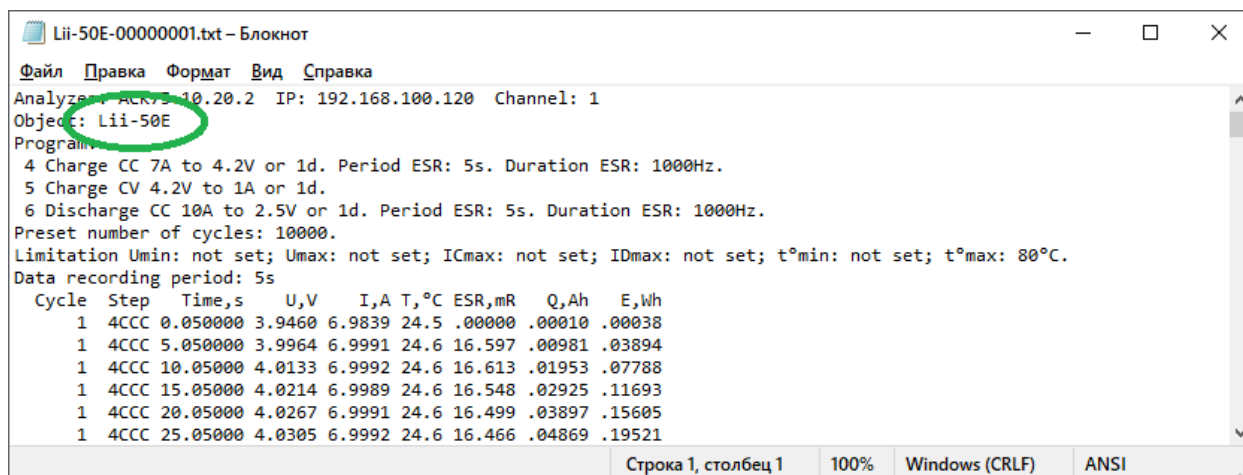 Lii-50E-00000001.txt – Блокнот
Файл Правка Формат Вид Справка
Analyzer: ACK75-10.20.2 IP: 192.168.100.120 Channel: 1
Object: Lii-50E
Program:
4 Charge CC 7A to 4.2V or 1d. Period ESR: 5s. Duration ESR: 1000Hz.
5 Charge CV 4.2V to 1A or 1d.
6 Discharge CC 10A to 2.5V or 1d. Period ESR: 5s. Duration ESR: 1000Hz.
Preset number of cycles: 10000.
Limitation Umin: not set; Umax: not set; ICmax: not set; IDmax: not set; t°min: not set; t°max: 80°C.
Data recording period: 5s
Cycle Step Time,s U,V I,A T,°C ESR,mR Q,Ah E,Wh
1 4CCC 0.050000 3.9460 6.9839 24.5 .00000 .00010 .00038
1 4CCC 5.050000 3.9964 6.9991 24.6 16.597 .00981 .03894
1 4CCC 10.05000 4.0133 6.9992 24.6 16.613 .01953 .07788
1 4CCC 15.05000 4.0214 6.9989 24.6 16.548 .02925 .11693
1 4CCC 20.05000 4.0267 6.9991 24.6 16.499 .03897 .15605
1 4CCC 25.05000 4.0305 6.9992 24.6 16.466 .04869 .19521
Строка 1, столбец 1 100% Windows (CRLF) ANSI